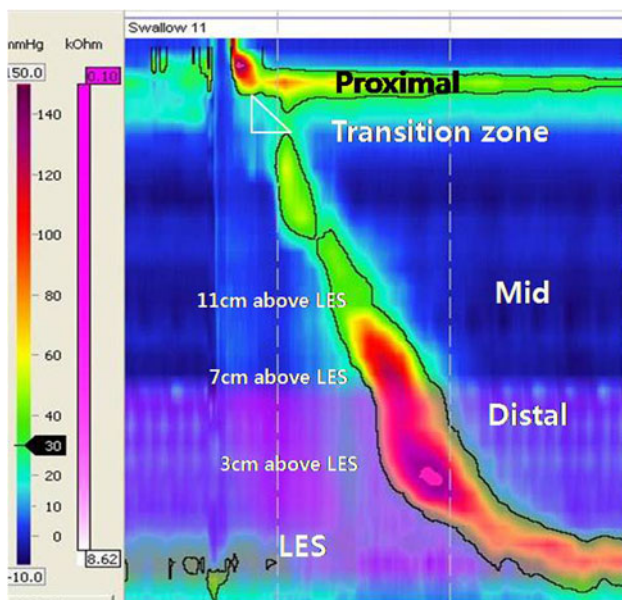 Swallow 11
mmHg kOhm
150.0
0.10
140
120
100
80
60
40
30
20
0
-10.0
8.62
Proximal
Transition zone
Mid
11cm above LES
7cm above LES
Distal
3cm above LES
LES